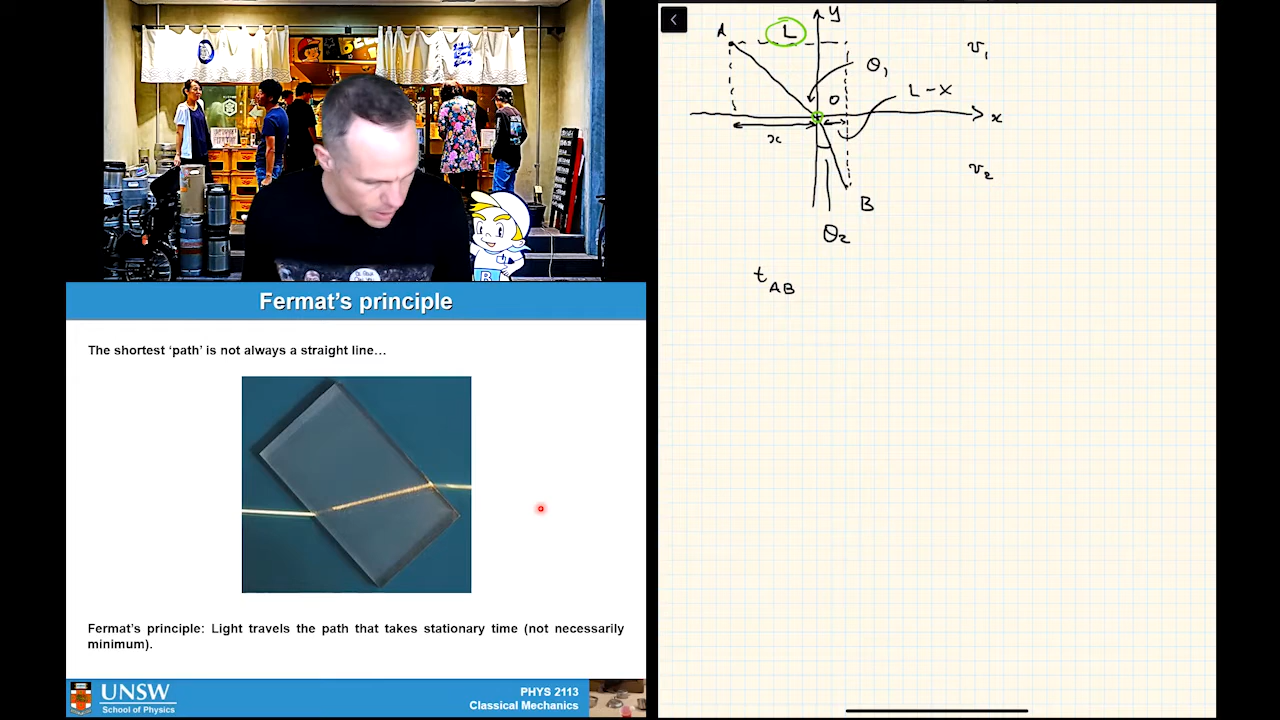 Fermat's principle
The shortest 'path' is not always a straight line...
Fermat's principle: Light travels the path that takes stationary time (not necessarily
minimum).
UNSW
School of Physics
PHYS 2113
Classical Mechanics
A
L
y
v₁
θ₁
O
L-x
x
x
v₂
B
θ₂
t_AB